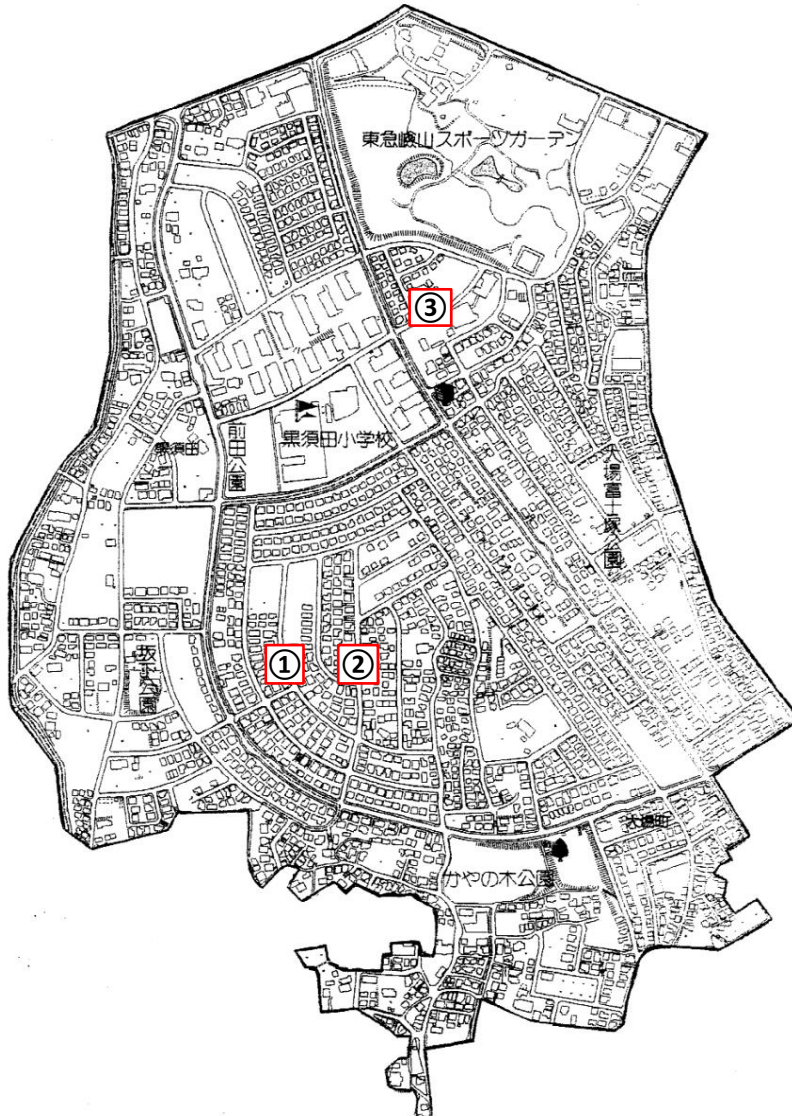 東急嶮山スポーツガーデン
③
黒須田小学校
黒須田
前田公園
大場富士塚公園
①
②
坂下公園
大場町
かやの木公園